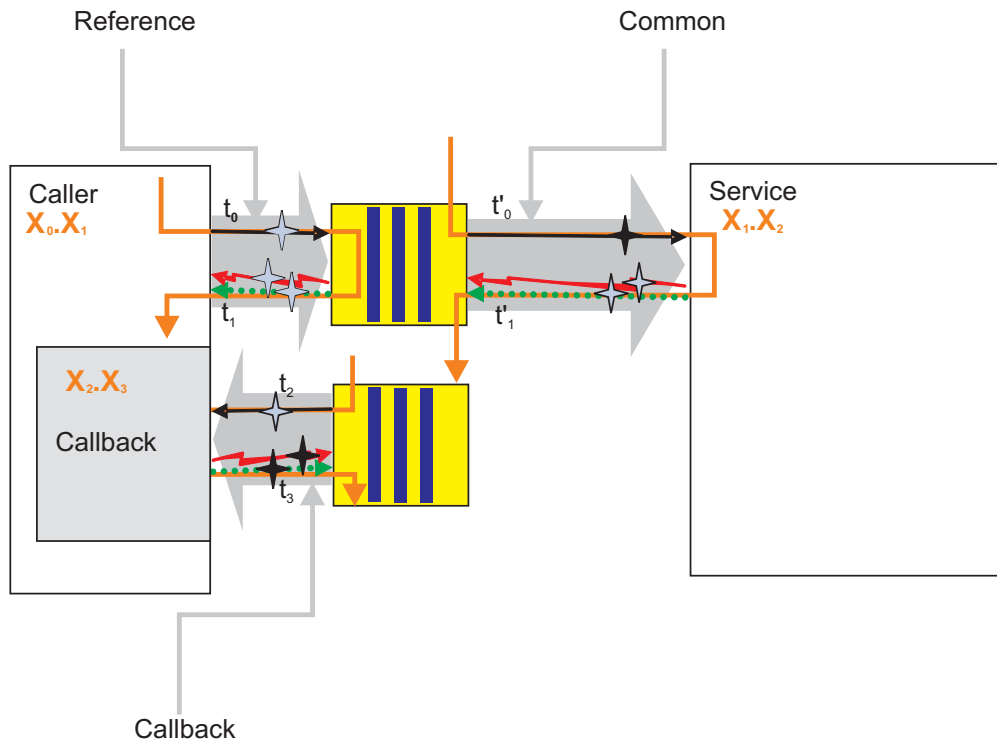 Reference
Common
Caller
X₀.X₁
t₀
t'₀
Service
X₁.X₂
t₁
t'₁
X₂.X₃
t₂
Callback
t₃
Callback